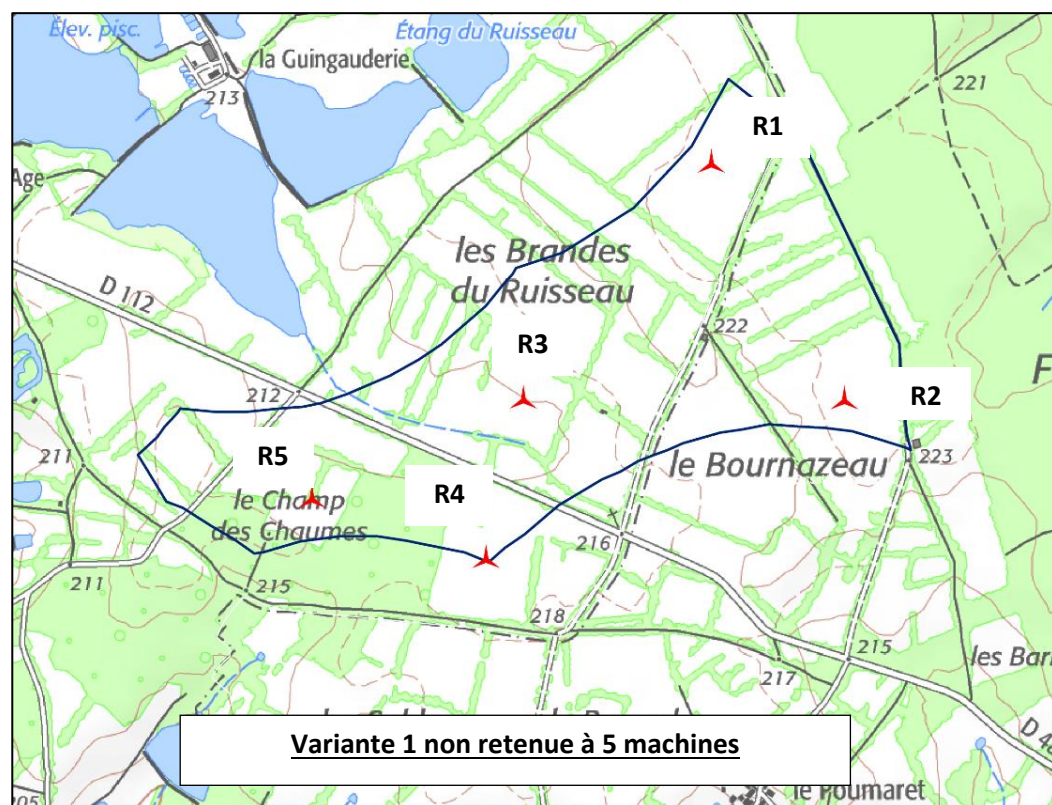 Élev. pisc.
Étang du Ruisseau
la Guingauderie
213
221
R1
Age
les Brandes
du Ruisseau
D 112
222
R3
212
R2
R5
211
le Bournazeau
223
R4
le Champ
des Chaumes
216
211
215
218
215
les Bar
217
Variante 1 non retenue à 5 machines
le Poumaret